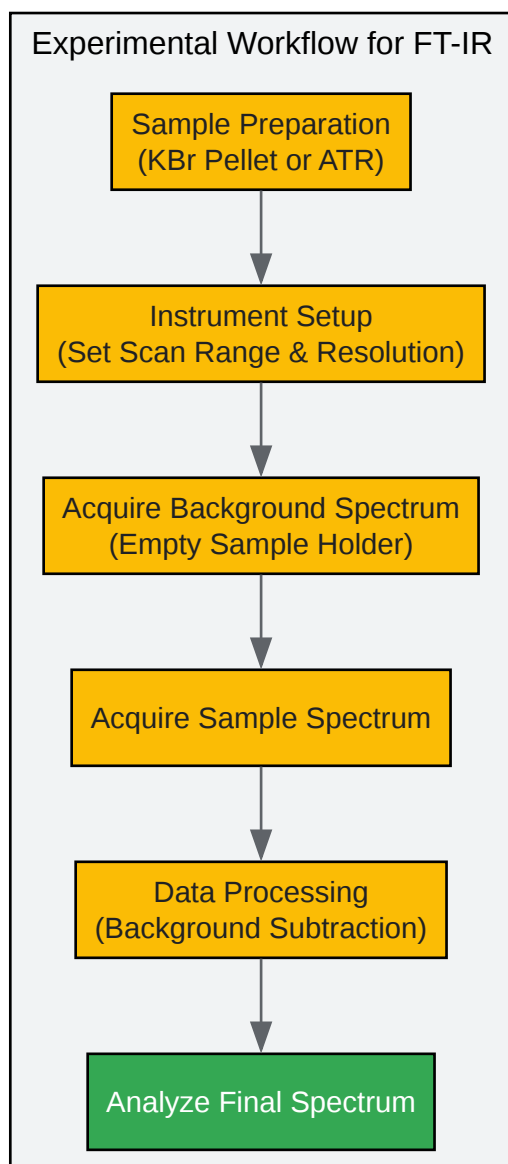 Experimental Workflow for FT-IR
Sample Preparation
(KBr Pellet or ATR)
Instrument Setup
(Set Scan Range & Resolution)
Acquire Background Spectrum
(Empty Sample Holder)
Acquire Sample Spectrum
Data Processing
(Background Subtraction)
Analyze Final Spectrum